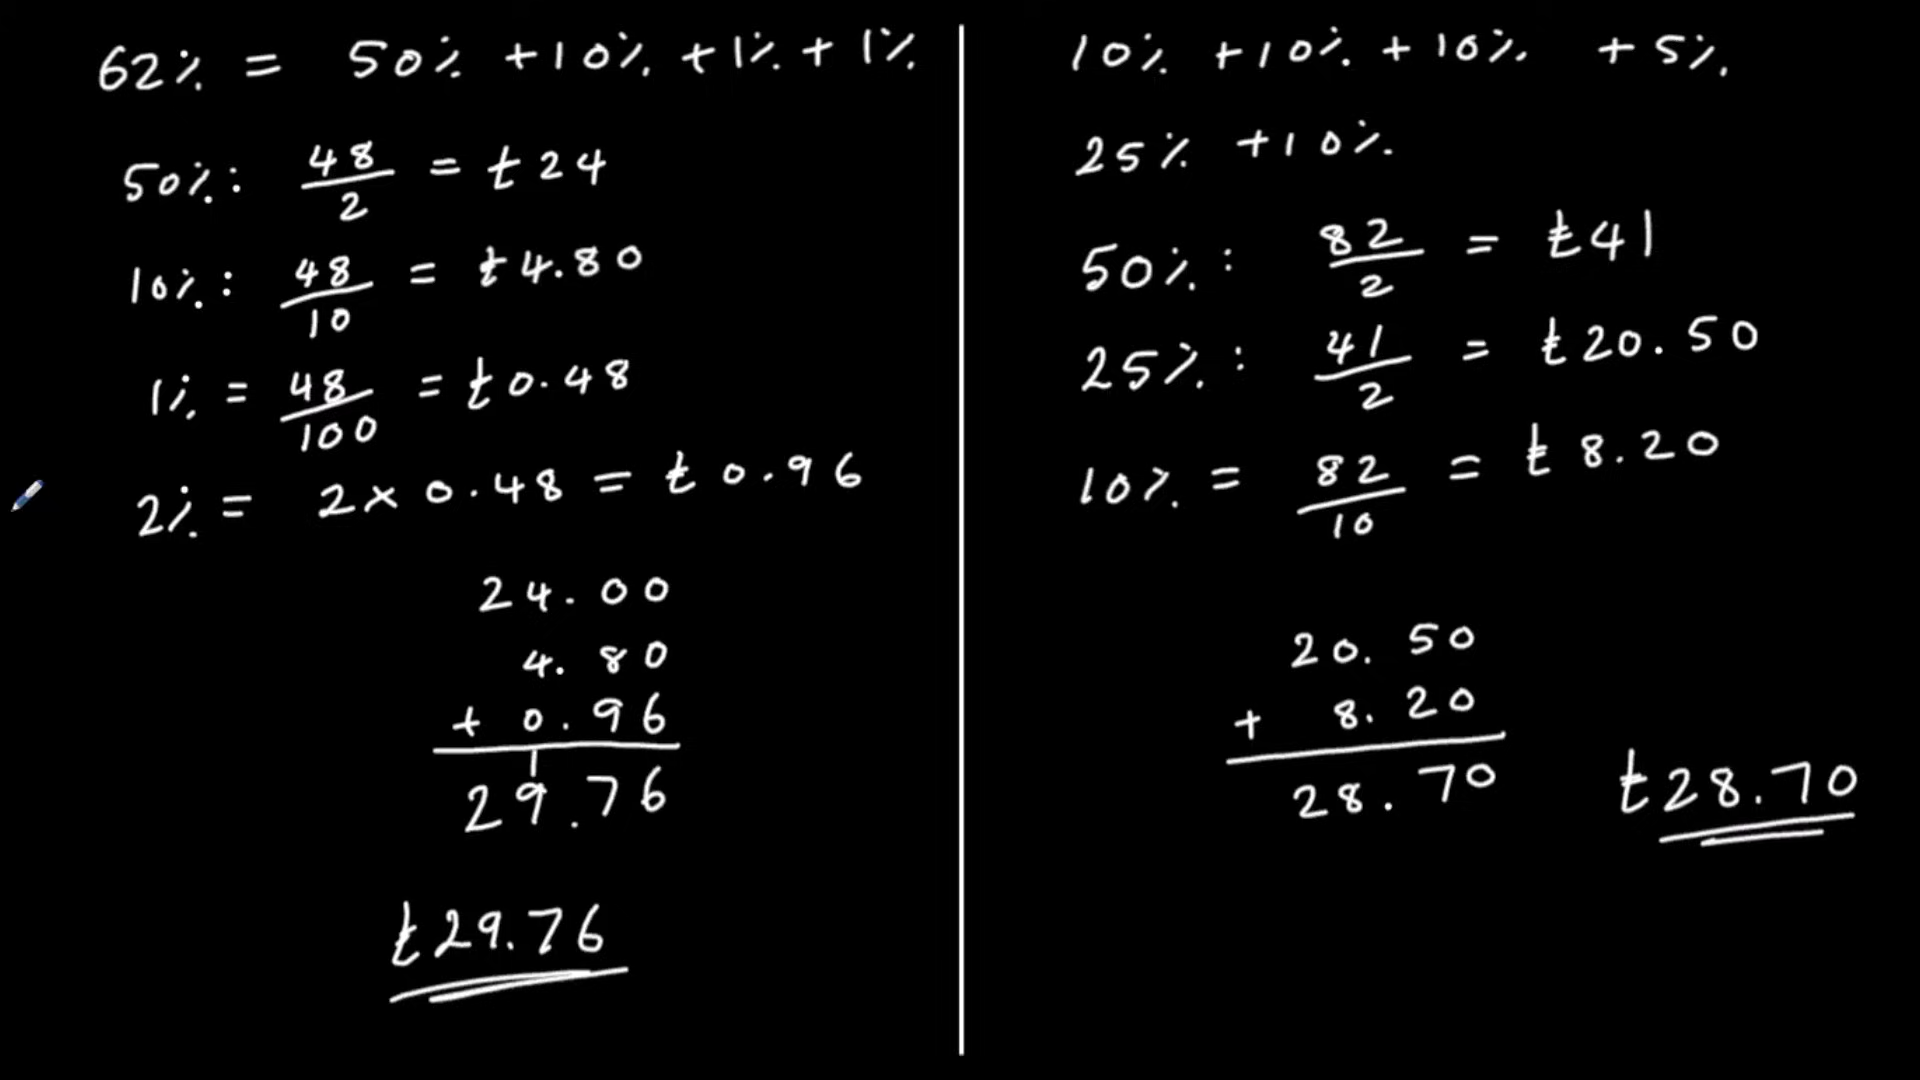 62% = 50% + 10% + 1% + 1%
50% : 48/2 = £24
10% : 48/10 = £4.80
1% = 48/100 = £0.48
2% = 2 × 0.48 = £0.96
24.00
4.80
+ 0.96
1
29.76
£29.76
10% + 10% + 10% + 5%
25% + 10%
50% : 82/2 = £41
25% : 41/2 = £20.50
10% = 82/10 = £8.20
20.50
+ 8.20
28.70
£28.70